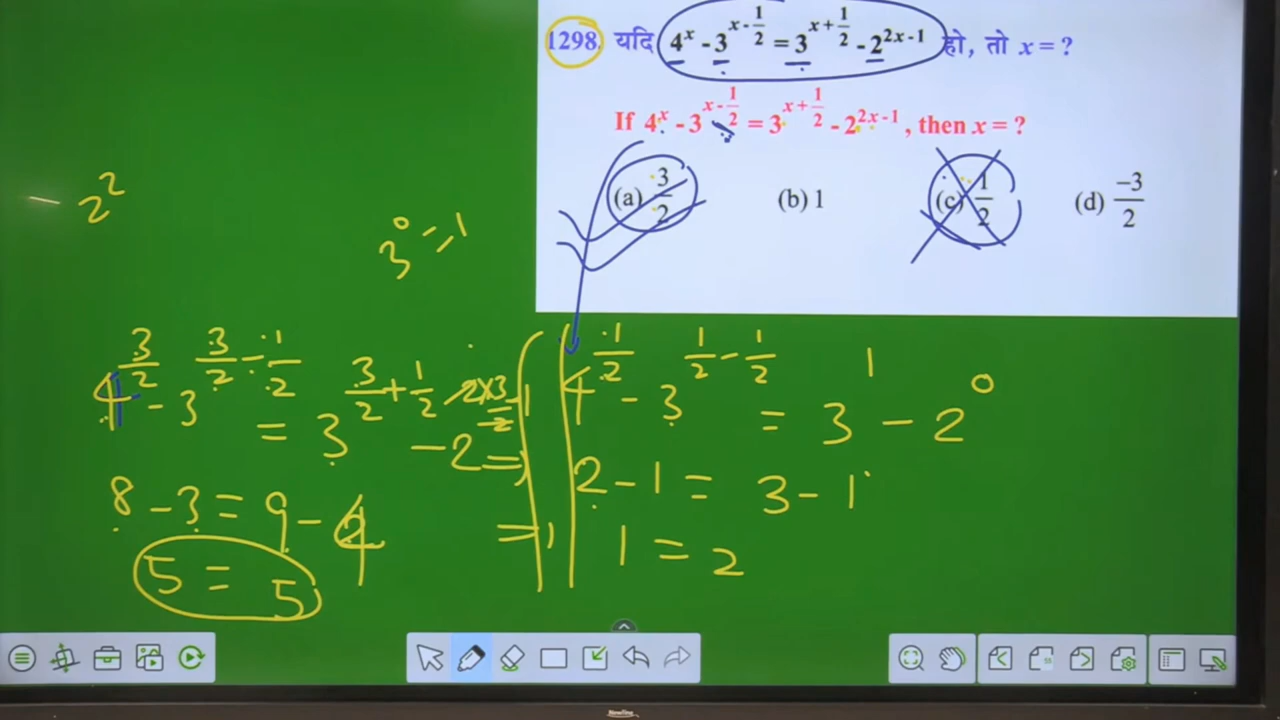 1298. यदि 4^x - 3^(x-1/2) = 3^(x+1/2) - 2^(2x-1) हो, तो x = ?
If 4^x - 3^(x-1/2) = 3^(x+1/2) - 2^(2x-1), then x = ?
(a) 3/2 (b) 1 (c) 1/2 (d) -3/2
- 2^2
3^0 = 1
4^(3/2) - 3^(3/2-1/2) = 3^(3/2+1/2) - 2^(2×3/2-1)
8 - 3 = 9 - 4
5 = 5
4^(1/2) - 3^(1/2-1/2) = 3^1 - 2^0
2 - 1 = 3 - 1
1 = 2
NewLine